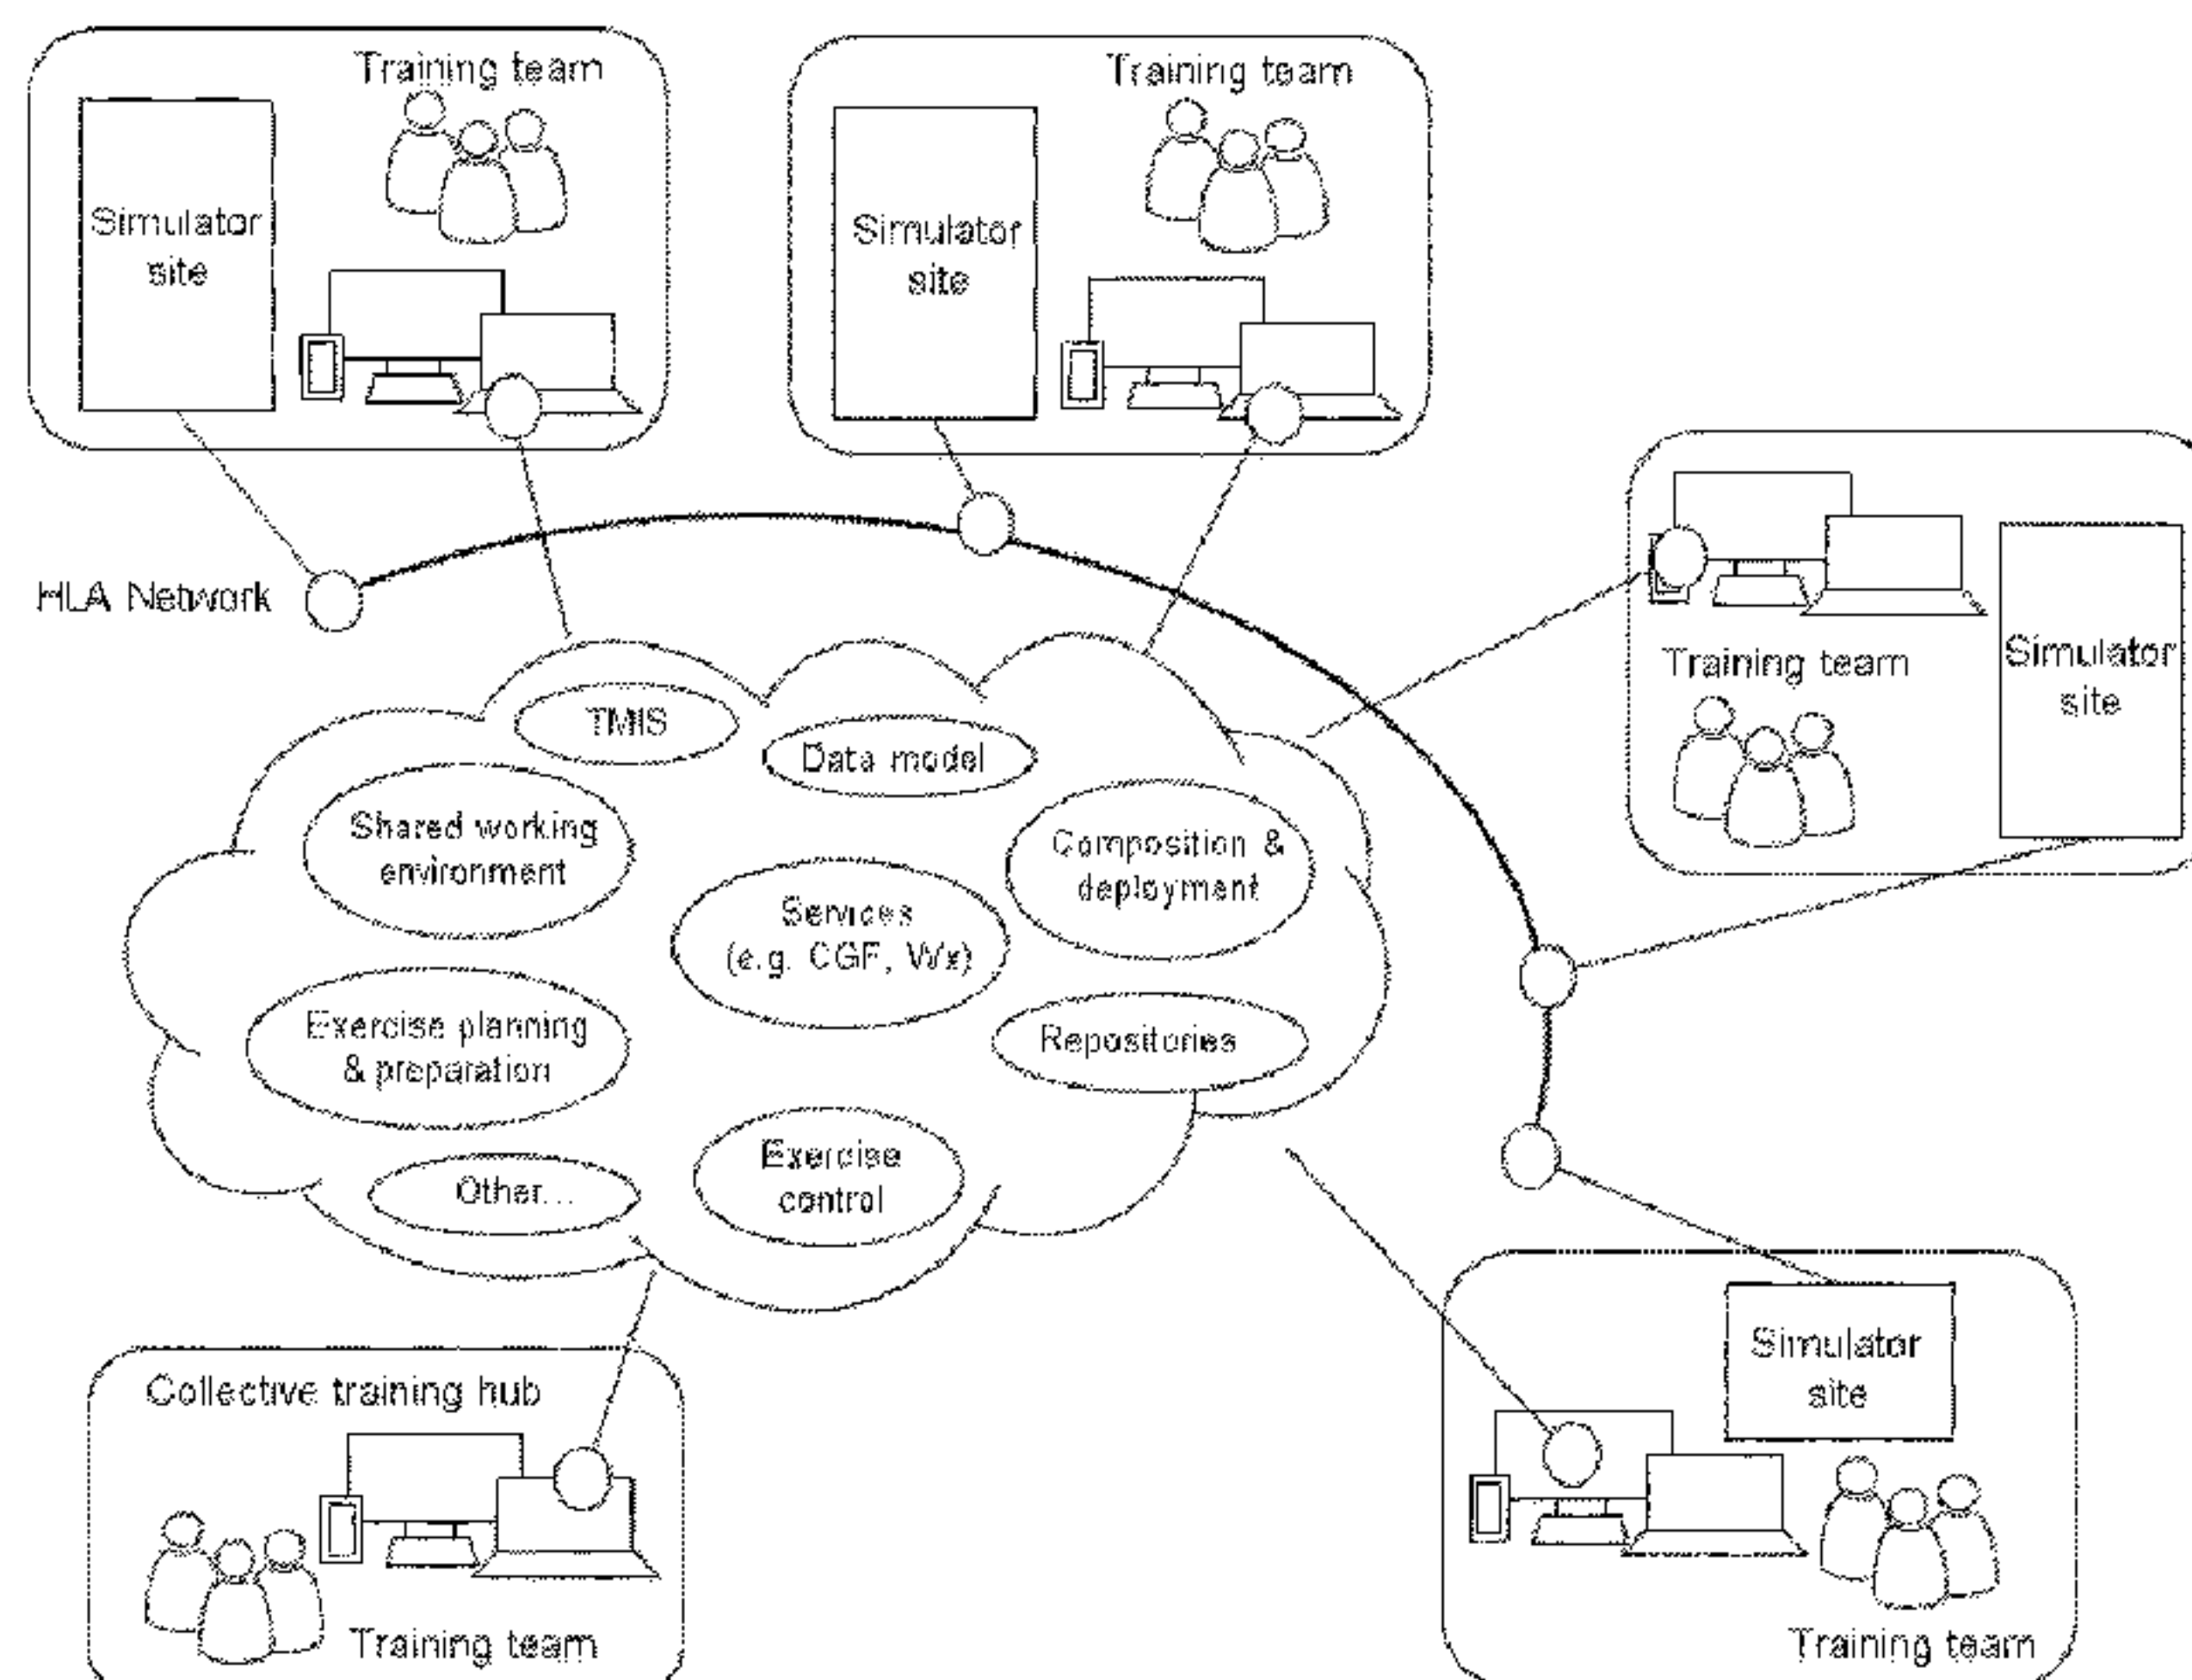 Training team
Simulator
site
Training team
Simulator
site
HLA Network
Training team
Simulator
site
TMIS
Data model
Shared working
environment
Composition &
deployment
Services
(e.g. CGF, Wx)
Exercise planning
& preparation
Repositories
Exercise
control
Other...
Collective training hub
Training team
Simulator
site
Training team